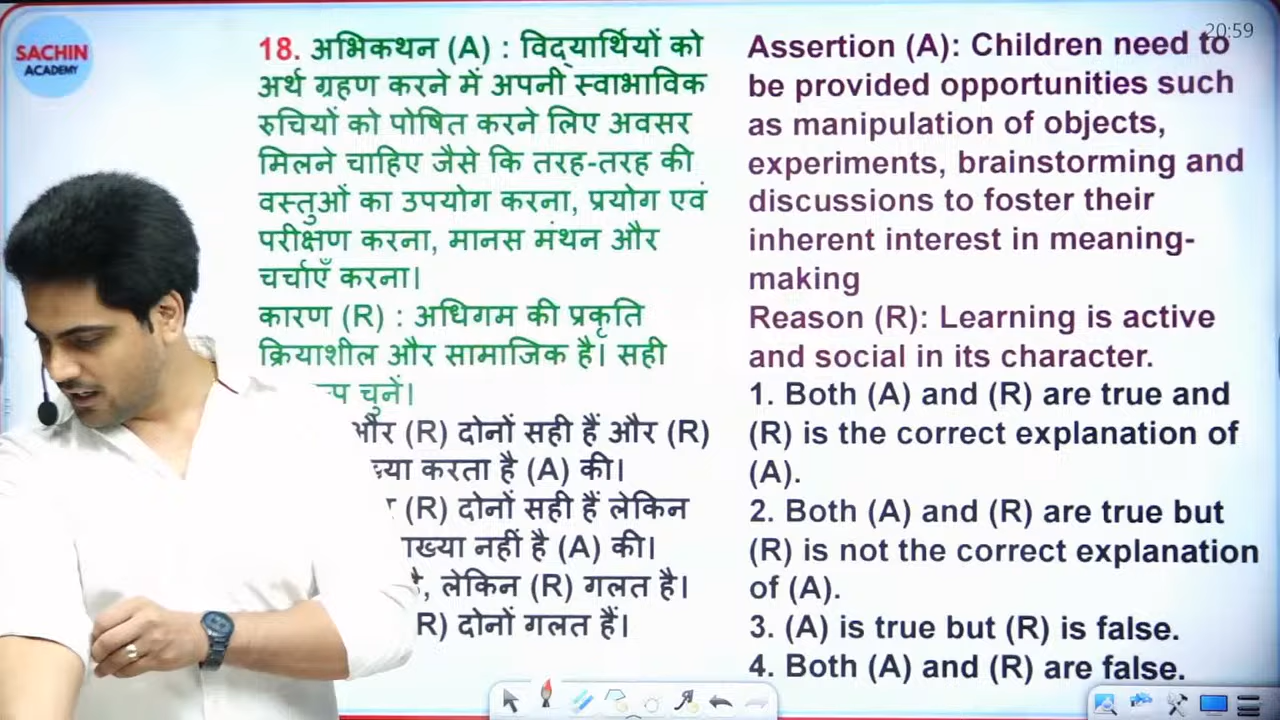 SACHIN
ACADEMY
20:59
18. अभिकथन (A) : विद्यार्थियों को
अर्थ ग्रहण करने में अपनी स्वाभाविक
रुचियों को पोषित करने लिए अवसर
मिलने चाहिए जैसे कि तरह-तरह की
वस्तुओं का उपयोग करना, प्रयोग एवं
परीक्षण करना, मानस मंथन और
चर्चाएँ करना।
कारण (R) : अधिगम की प्रकृति
क्रियाशील और सामाजिक है। सही
चुनें।
और (R) दोनों सही हैं और (R)
करता है (A) की।
(R) दोनों सही हैं लेकिन
नहीं है (A) की।
लेकिन (R) गलत है।
R) दोनों गलत हैं।
Assertion (A): Children need to
be provided opportunities such
as manipulation of objects,
experiments, brainstorming and
discussions to foster their
inherent interest in meaning-
making
Reason (R): Learning is active
and social in its character.
1. Both (A) and (R) are true and
(R) is the correct explanation of
(A).
2. Both (A) and (R) are true but
(R) is not the correct explanation
of (A).
3. (A) is true but (R) is false.
4. Both (A) and (R) are false.